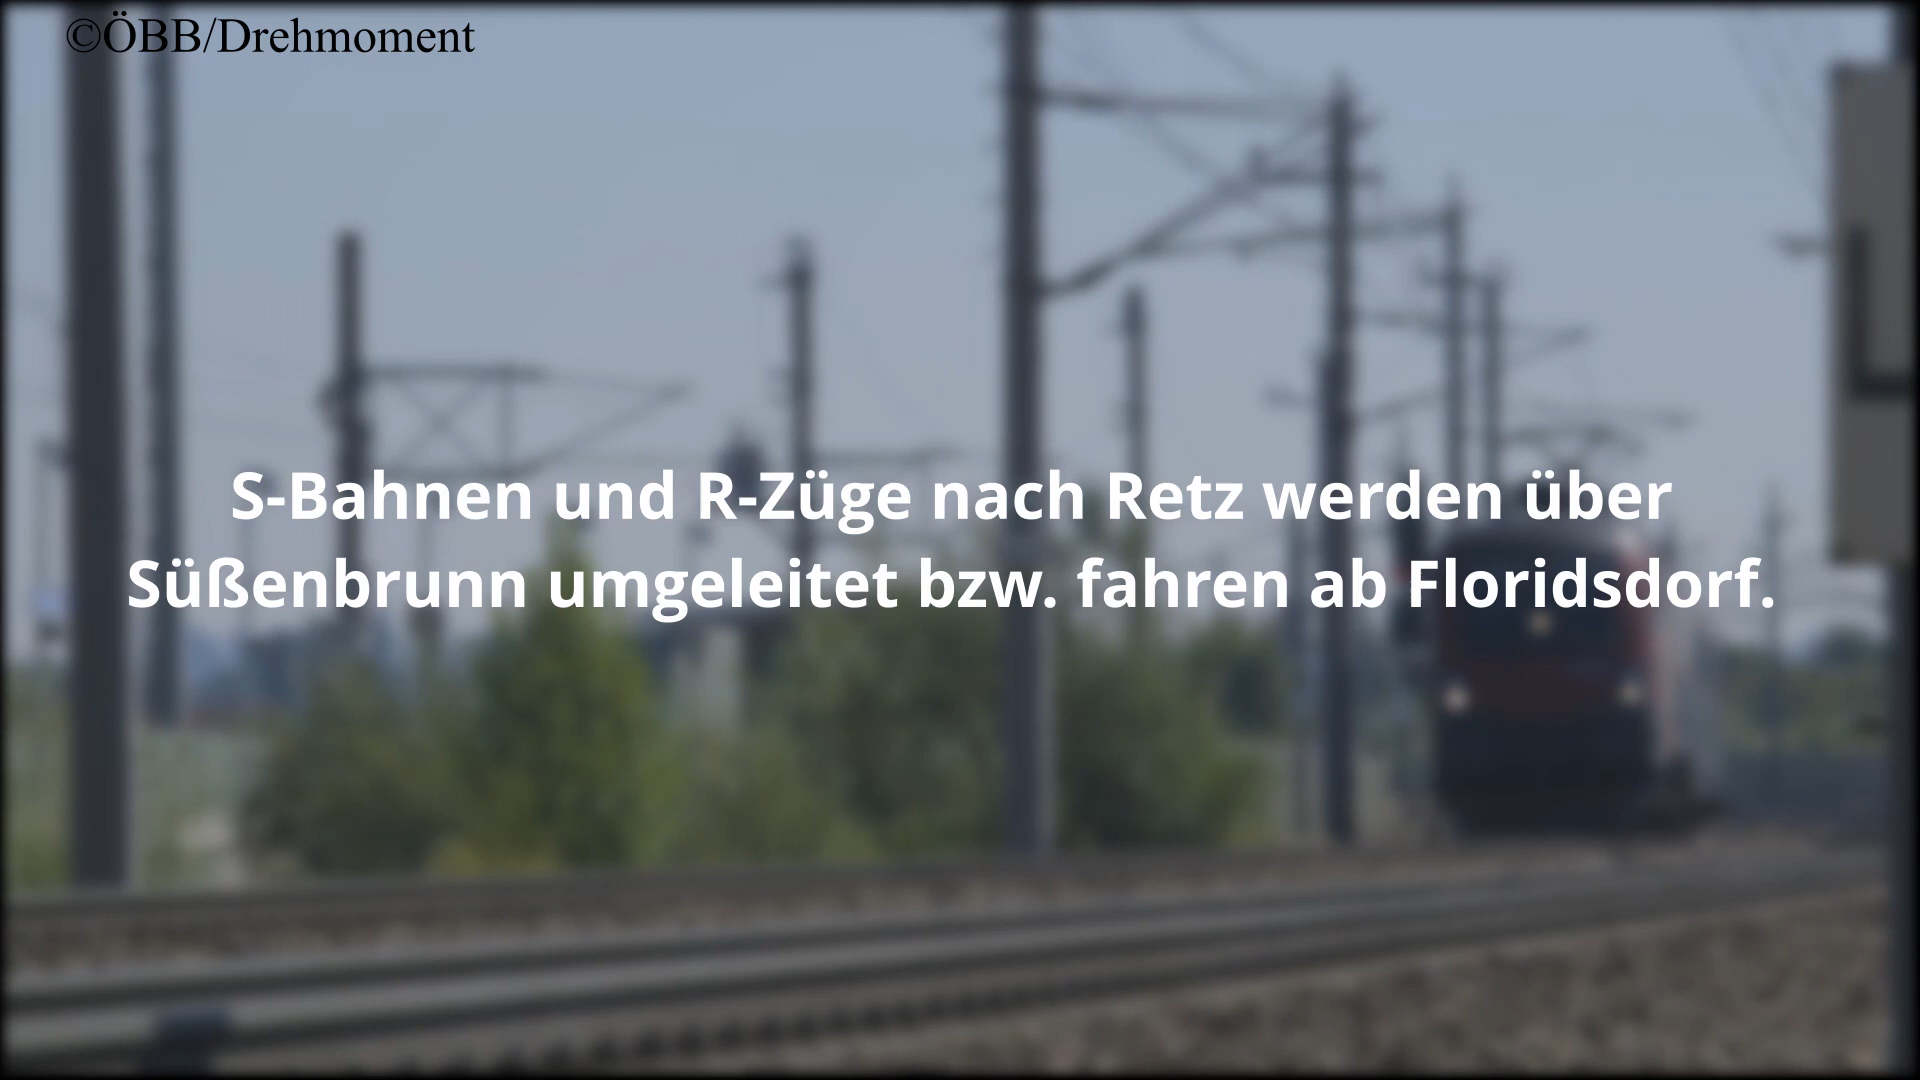 ©ÖBB/Drehmoment
S-Bahnen und R-Züge nach Retz werden über
Süßenbrunn umgeleitet bzw. fahren ab Floridsdorf.